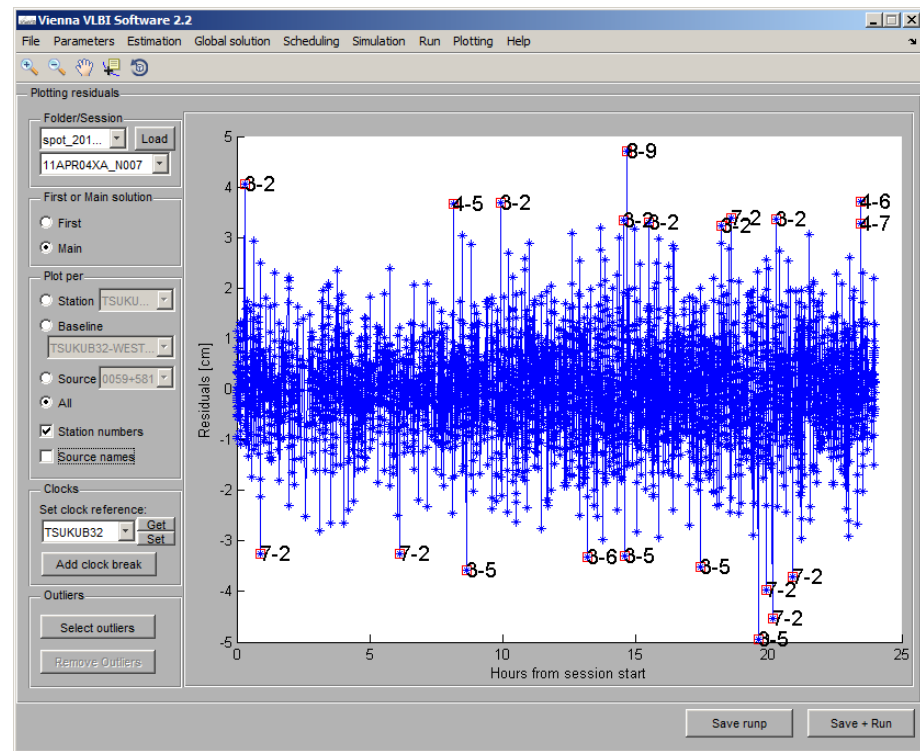 Vienna VLBI Software 2.2
File Parameters Estimation Global solution Scheduling Simulation Run Plotting Help
Plotting residuals
Folder/Session
spot_201... Load
11APR04XA_N007
First or Main solution
First
Main
Plot per
Station TSUKU...
Baseline
TSUKUB32-WEST...
Source 0059+581
All
Station numbers
Source names
Clocks
Set clock reference:
TSUKUB32 Get
Set
Add clock break
Outliers
Select outliers
Remove Outliers
Residuals [cm]
5
4
3
2
1
0
-1
-2
-3
-4
-5
8-9
3-2
4-5
3-2
3-2
3-2
3-2
7-2
3-2
4-6
4-7
7-2
7-2
3-5
3-6
3-5
3-5
7-2
7-2
7-2
3-5
0 5 10 15 20 25
Hours from session start
Save runp Save + Run